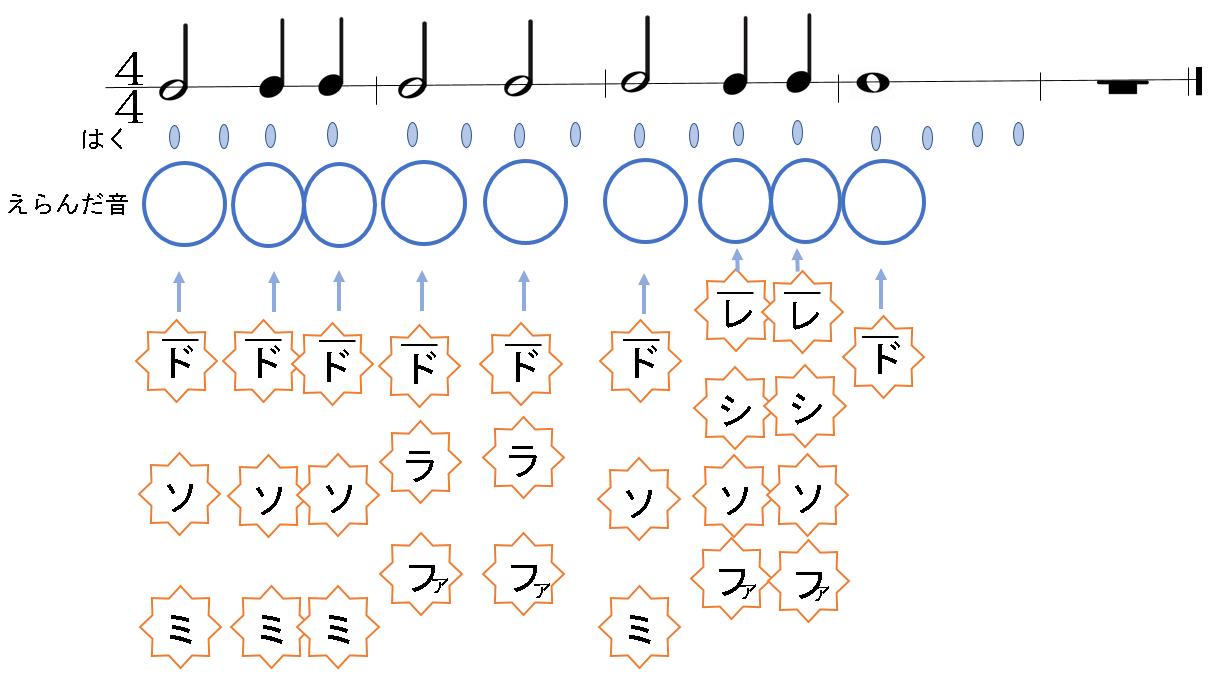 4
4
はく
えらんだ音
レ レ
ド ド ド ド ド ド ド
シ シ
ラ ラ
ソ ソ ソ ソ ソ ソ
ファ ファ ファ ファ
ミ ミ ミ ミ